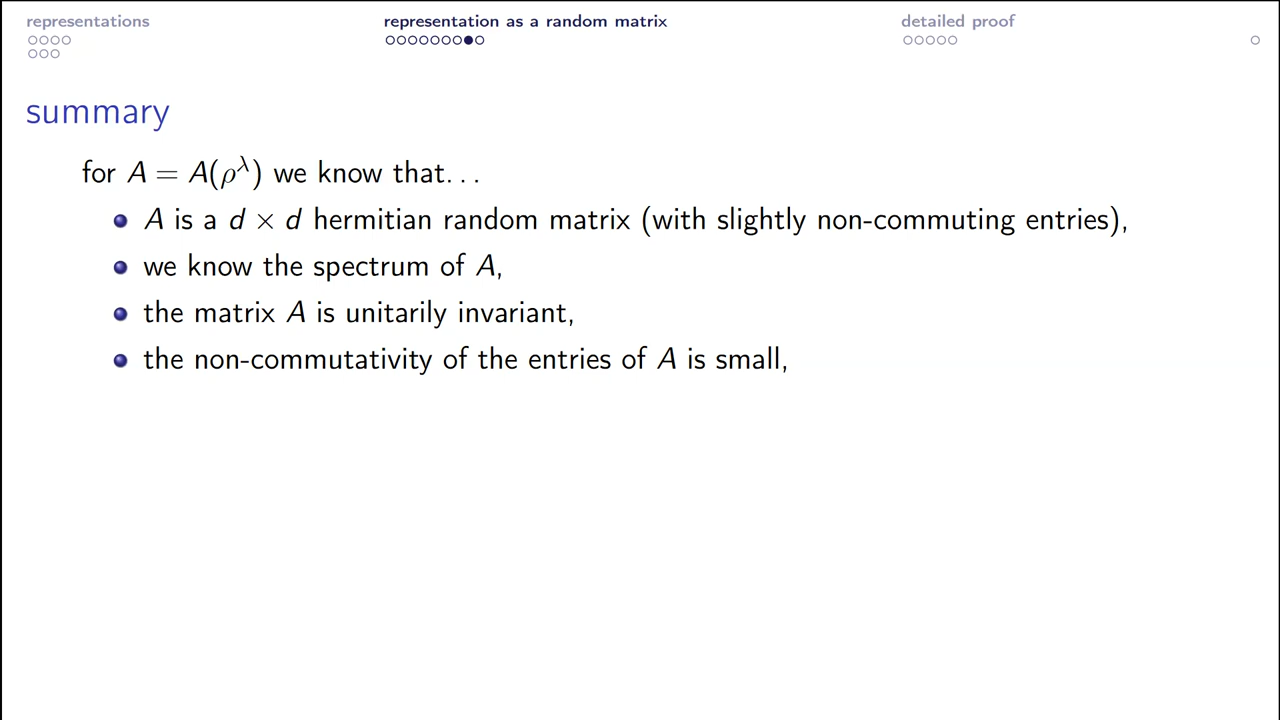 representations
representation as a random matrix
detailed proof
summary
for A = A(ρ^λ) we know that...
A is a d × d hermitian random matrix (with slightly non-commuting entries),
we know the spectrum of A,
the matrix A is unitarily invariant,
the non-commutativity of the entries of A is small,